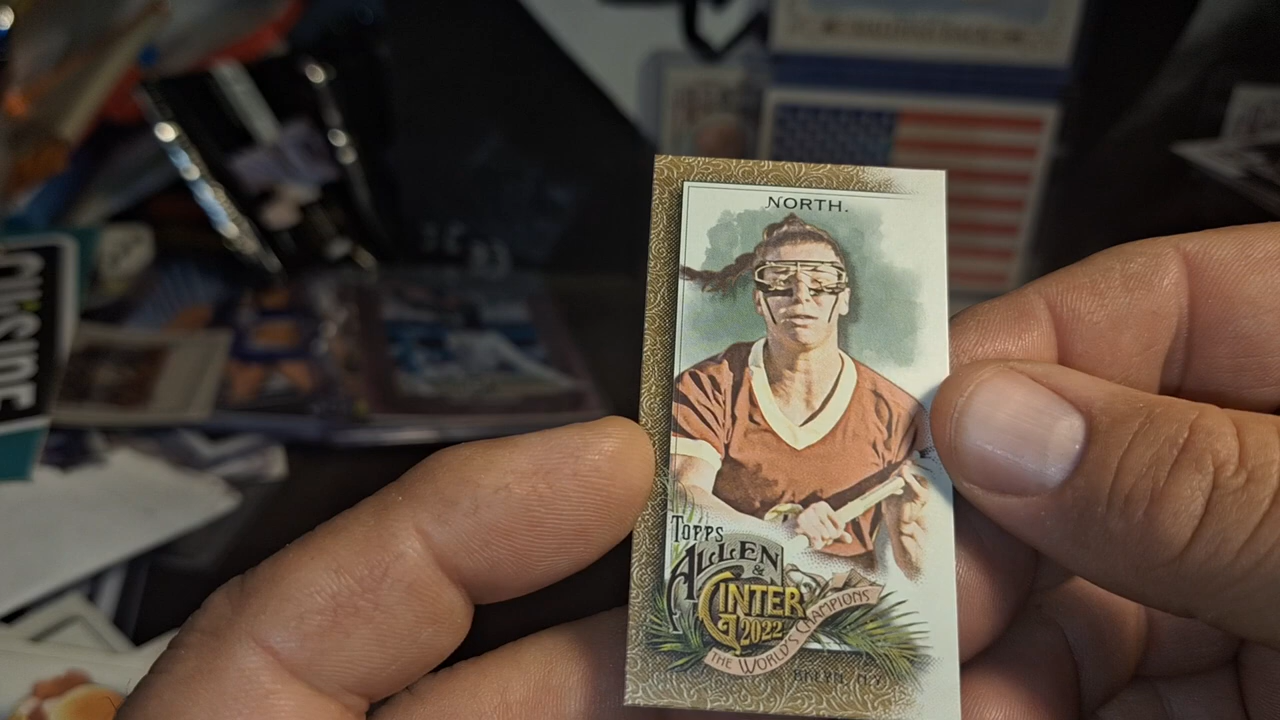 NORTH.
TOPPS
ALLEN
&
GINTER
2022
THE WORLD'S CHAMPIONS